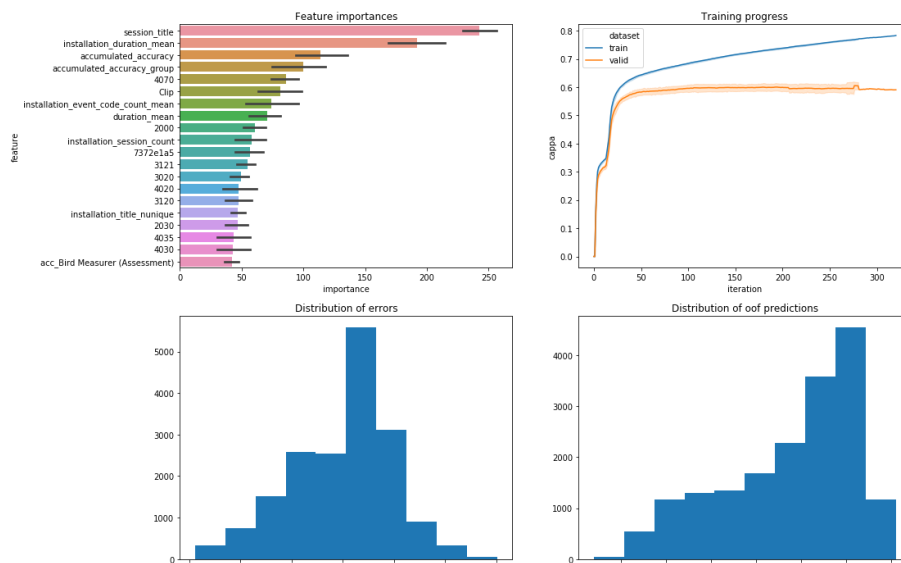 Feature importances
session_title
installation_duration_mean
accumulated_accuracy
accumulated_accuracy_group
4070
Clip
installation_event_code_count_mean
duration_mean
2000
installation_session_count
7372e1a5
3121
3020
4020
3120
installation_title_nunique
2030
4035
4030
acc_Bird Measurer (Assessment)
feature
0 50 100 150 200 250
importance
Training progress
dataset
train
valid
0.8
0.7
0.6
0.5
0.4
0.3
0.2
0.1
0.0
cappa
0 50 100 150 200 250 300
iteration
Distribution of errors
5000
4000
3000
2000
1000
0
Distribution of oof predictions
4000
3000
2000
1000
0